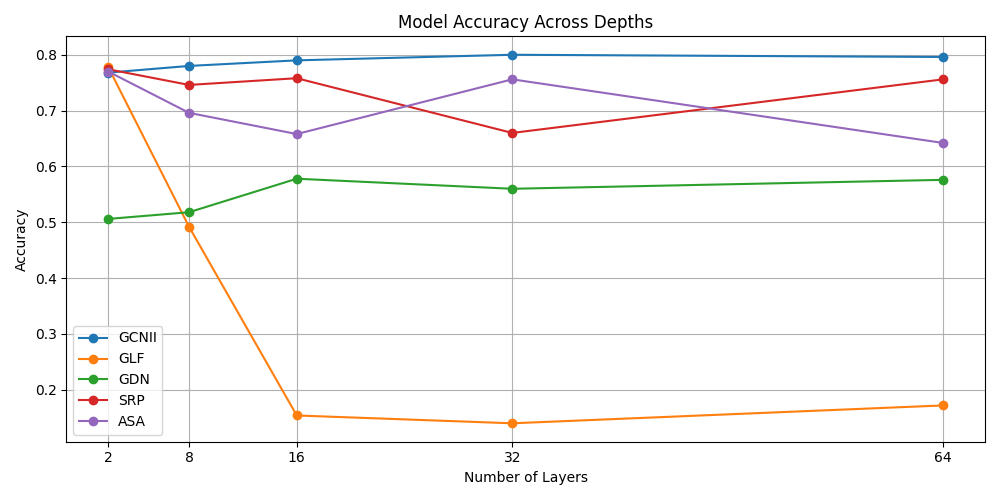 Model Accuracy Across Depths
Accuracy
0.8
0.7
0.6
0.5
0.4
0.3
0.2
GCNII
GLF
GDN
SRP
ASA
2 8 16 32 64
Number of Layers